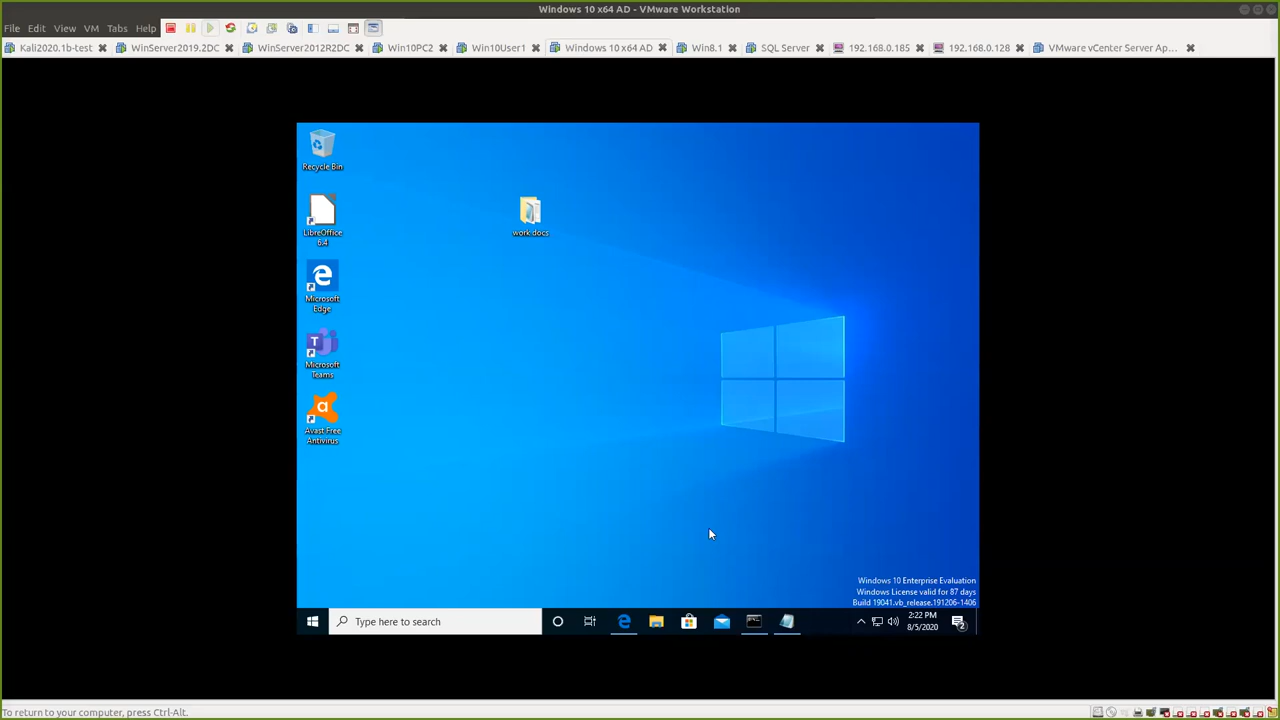 Windows 10 x64 AD - VMware Workstation
File Edit View VM Tabs Help
Kali2020.1b-test WinServer2019.2DC WinServer2012R2DC Win10PC2 Win10User1 Windows 10 x64 AD Win8.1 SQL Server 192.168.0.185 192.168.0.128 VMware vCenter Server Ap...
Recycle Bin
LibreOffice
6.4
work docs
Microsoft
Edge
Microsoft
Teams
Avast Free
Antivirus
Windows 10 Enterprise Evaluation
Windows License valid for 87 days
Build 19041.vb_release.191206-1406
Type here to search
2:22 PM
8/5/2020
2
To return to your computer, press Ctrl-Alt.